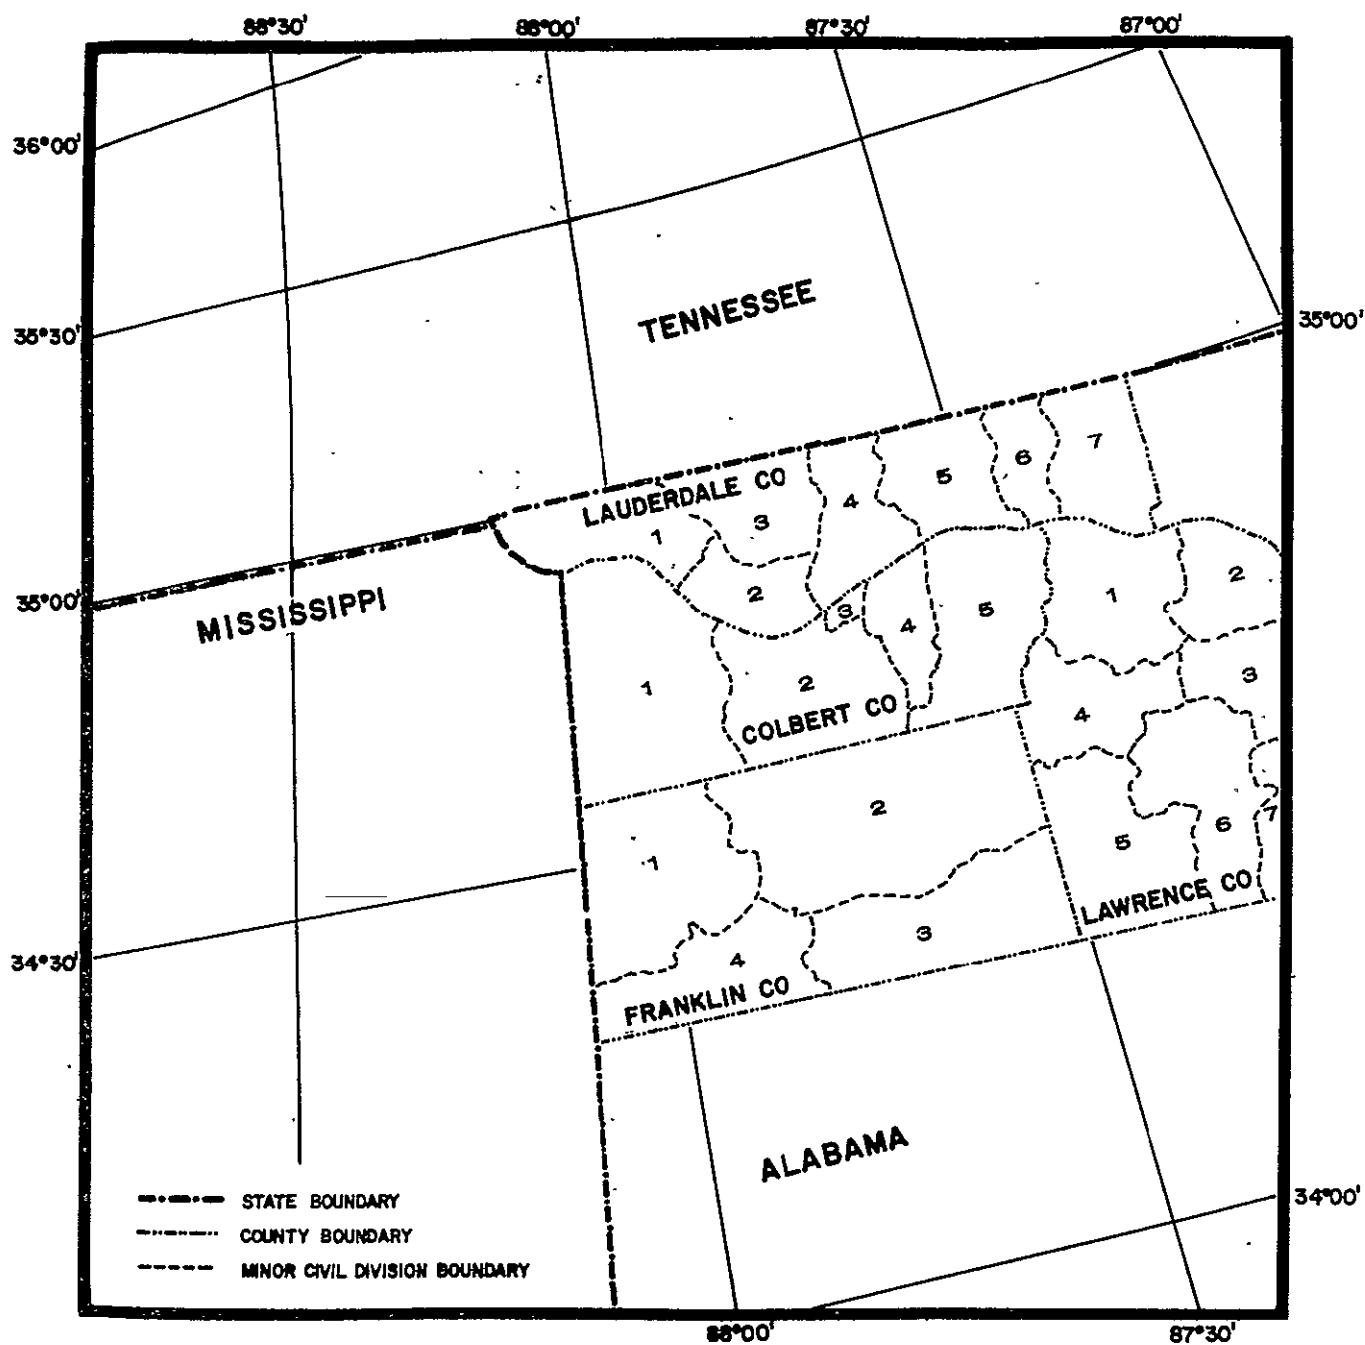 88°30' 88°00' 87°30' 87°00'
36°00'
35°30'
35°00'
TENNESSEE
LAUDERDALE CO
1 3 4 5 6 7
2
35°00'
MISSISSIPPI
1 2 3 4 5
COLBERT CO
1 2
3
4
5 6 7
LAWRENCE CO
2
1
3
4
FRANKLIN CO
34°30'
ALABAMA
34°00'
STATE BOUNDARY
COUNTY BOUNDARY
MINOR CIVIL DIVISION BOUNDARY
88°00' 87°30'